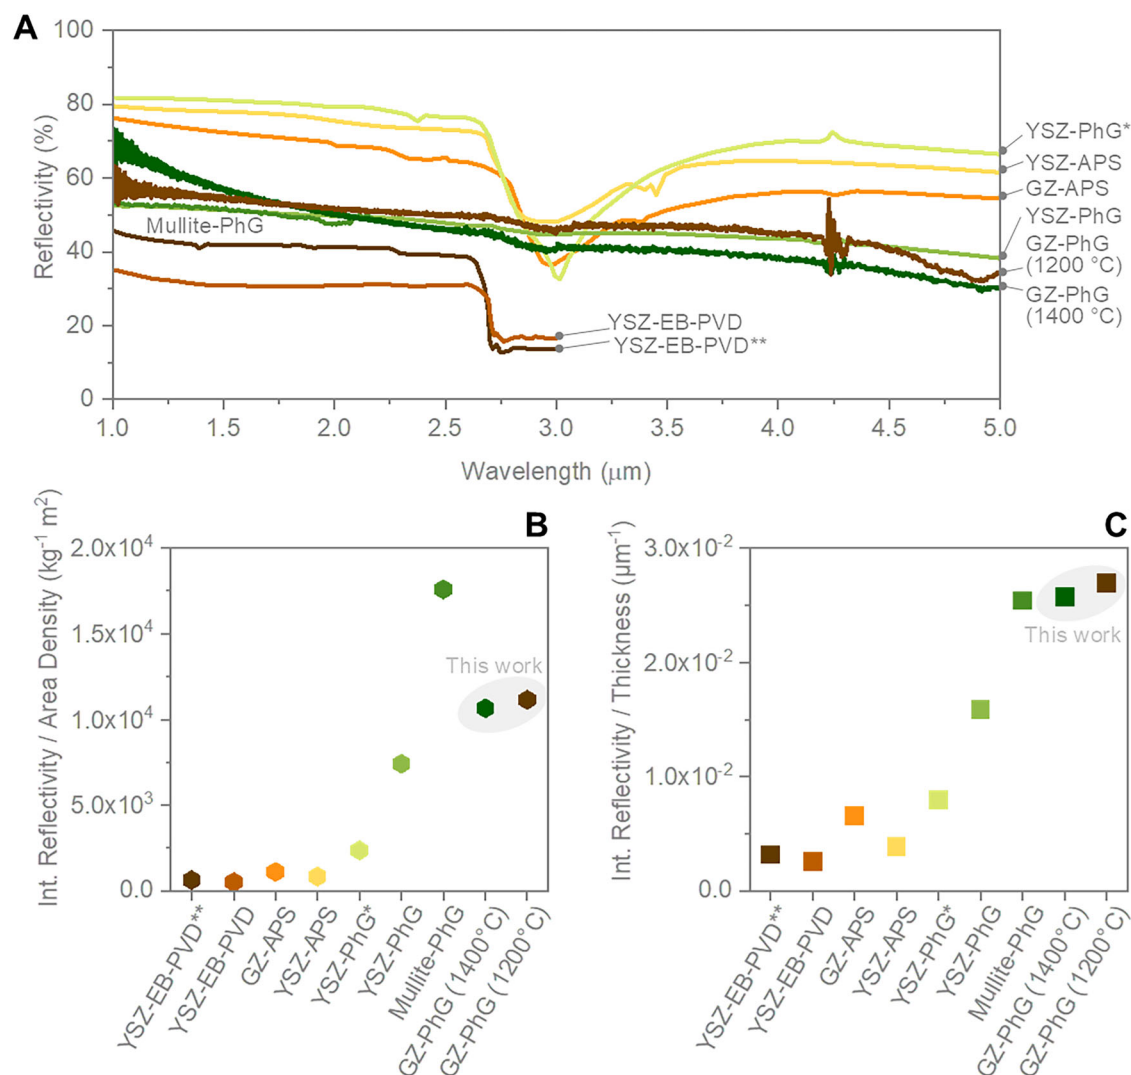 A
100
80
60
40
20
0
Reflectivity (%)
1.0
1.5
2.0
2.5
3.0
3.5
4.0
4.5
5.0
Wavelength (μm)
Mullite-PhG
YSZ-PhG*
YSZ-APS
GZ-APS
YSZ-PhG
GZ-PhG
(1200 °C)
GZ-PhG
(1400 °C)
YSZ-EB-PVD
YSZ-EB-PVD**
B
Int. Reflectivity / Area Density (kg⁻¹ m²)
2.0x10⁴
1.5x10⁴
1.0x10⁴
5.0x10³
0.0
This work
YSZ-EB-PVD**
YSZ-EB-PVD
GZ-APS
YSZ-APS
YSZ-PhG*
YSZ-PhG
Mullite-PhG
GZ-PhG (1400°C)
GZ-PhG (1200°C)
C
Int. Reflectivity / Thickness (μm⁻¹)
3.0x10⁻²
2.0x10⁻²
1.0x10⁻²
0.0
This work
YSZ-EB-PVD**
YSZ-EB-PVD
GZ-APS
YSZ-APS
YSZ-PhG*
YSZ-PhG
Mullite-PhG
GZ-PhG (1400°C)
GZ-PhG (1200°C)